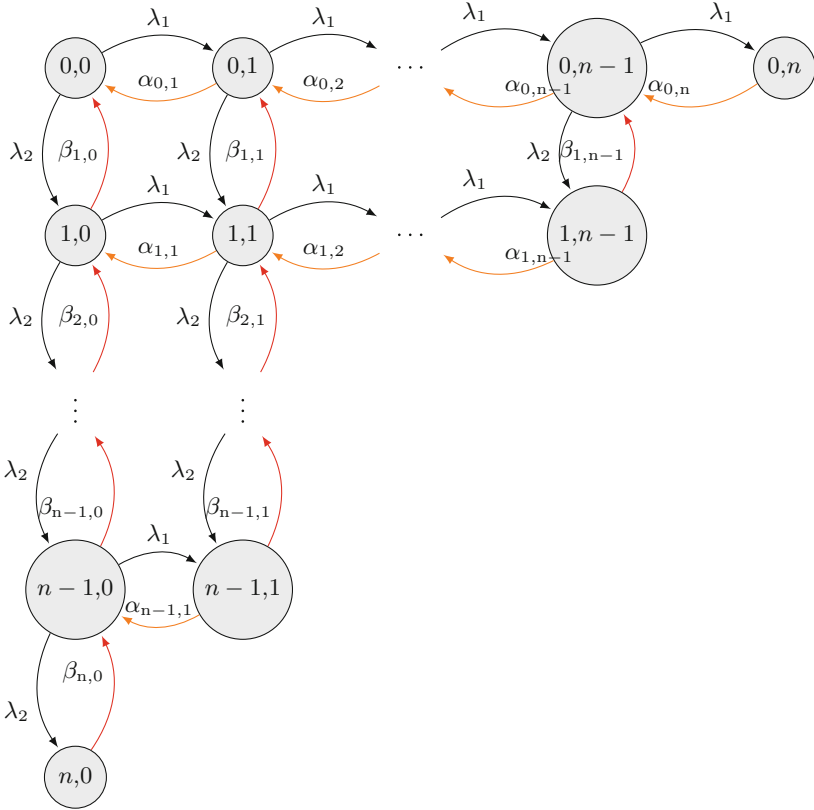 λ₁ λ₁ λ₁ λ₁
0,0 0,1 ⋯ 0,n−1 0,n
α₀,₁ α₀,₂ α₀,ₙ₋₁ α₀,ₙ
λ₂ β₁,₀ λ₂ β₁,₁ λ₂ β₁,ₙ₋₁
λ₁ λ₁ λ₁
1,0 1,1 ⋯ 1,n−1
α₁,₁ α₁,₂ α₁,ₙ₋₁
λ₂ β₂,₀ λ₂ β₂,₁
⋮ ⋮
λ₂ λ₂
βₙ₋₁,₀ βₙ₋₁,₁
λ₁
n−1,0 n−1,1
αₙ₋₁,₁
βₙ,₀
λ₂
n,0